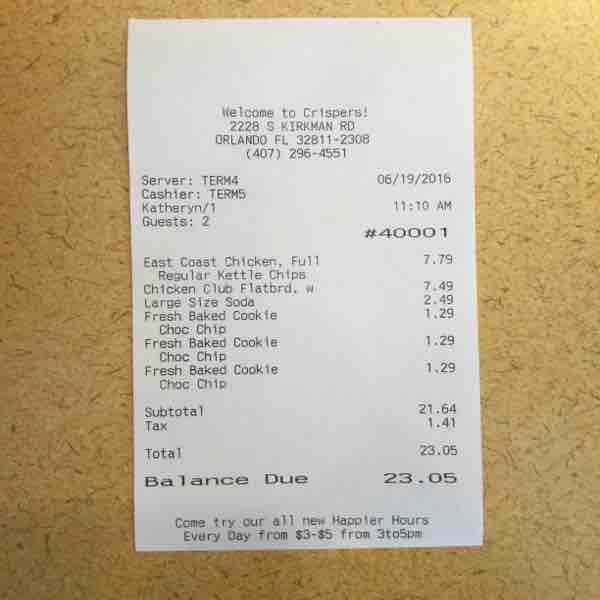 Welcome to Crispers!
2228 S KIRKMAN RD
ORLANDO FL 32811-2308
(407) 296-4551
Server: TERM4 06/19/2016
Cashier: TERM5
Katheryn/1 11:10 AM
Guests: 2
#40001
East Coast Chicken, Full 7.79
Regular Kettle Chips
Chicken Club Flatbrd, w 7.49
Large Size Soda 2.49
Fresh Baked Cookie 1.29
Choc Chip
Fresh Baked Cookie 1.29
Choc Chip
Fresh Baked Cookie 1.29
Choc Chip
Subtotal 21.64
Tax 1.41
Total 23.05
Balance Due 23.05
Come try our all new Happier Hours
Every Day from $3-$5 from 3to5pm